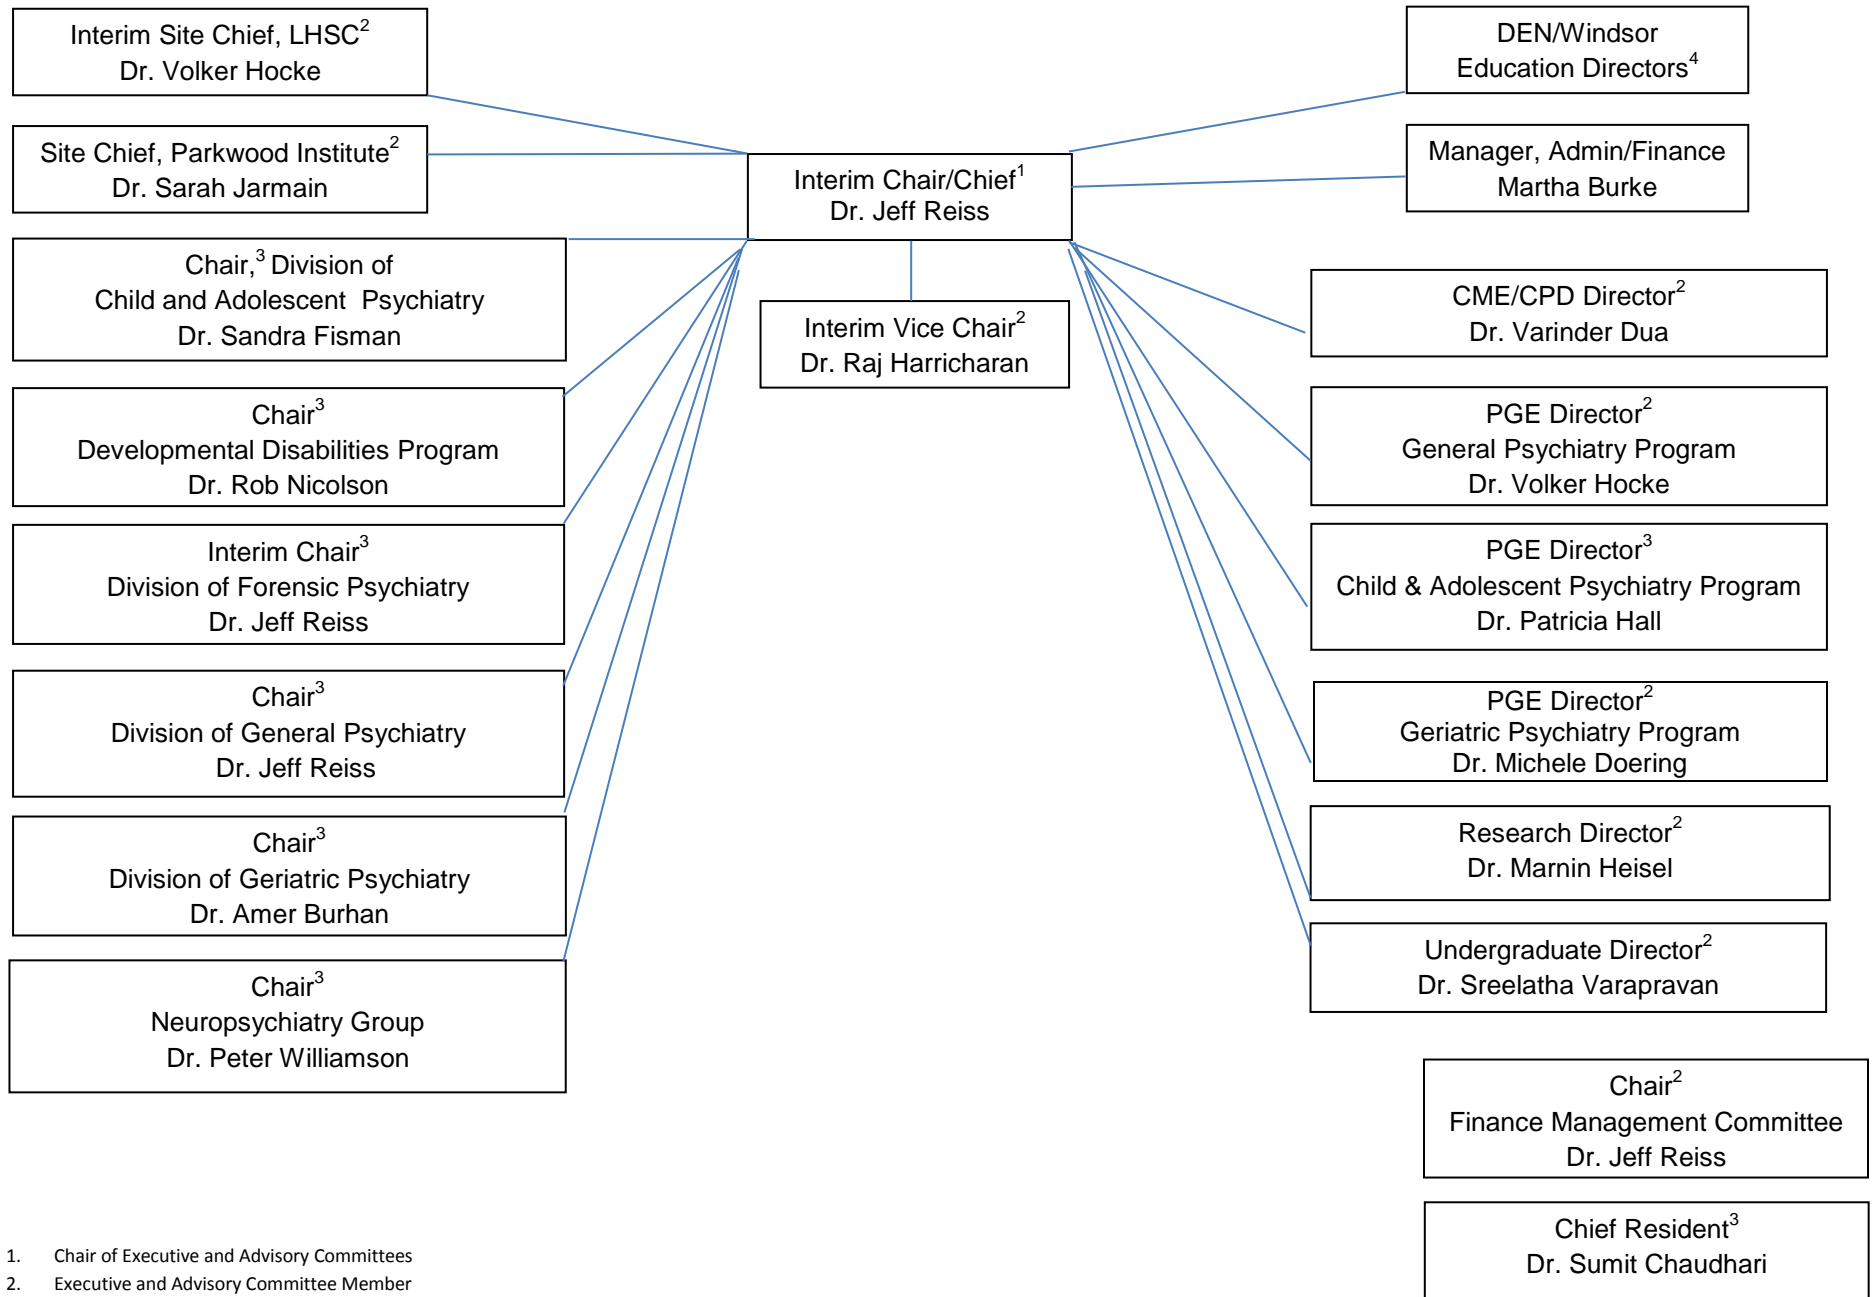 Interim Site Chief, LHSC2
Dr. Volker Hocke
Site Chief, Parkwood Institute2
Dr. Sarah Jarmain
Chair,3 Division of
Child and Adolescent Psychiatry
Dr. Sandra Fisman
Chair3
Developmental Disabilities Program
Dr. Rob Nicolson
Interim Chair3
Division of Forensic Psychiatry
Dr. Jeff Reiss
Chair3
Division of General Psychiatry
Dr. Jeff Reiss
Chair3
Division of Geriatric Psychiatry
Dr. Amer Burhan
Chair3
Neuropsychiatry Group
Dr. Peter Williamson
Interim Chair/Chief1
Dr. Jeff Reiss
Interim Vice Chair2
Dr. Raj Harricharan
DEN/Windsor
Education Directors4
Manager, Admin/Finance
Martha Burke
CME/CPD Director2
Dr. Varinder Dua
PGE Director2
General Psychiatry Program
Dr. Volker Hocke
PGE Director3
Child & Adolescent Psychiatry Program
Dr. Patricia Hall
PGE Director2
Geriatric Psychiatry Program
Dr. Michele Doering
Research Director2
Dr. Marnin Heisel
Undergraduate Director2
Dr. Sreelatha Varapravan
Chair2
Finance Management Committee
Dr. Jeff Reiss
Chief Resident3
Dr. Sumit Chaudhari
1. Chair of Executive and Advisory Committees
2. Executive and Advisory Committee Member